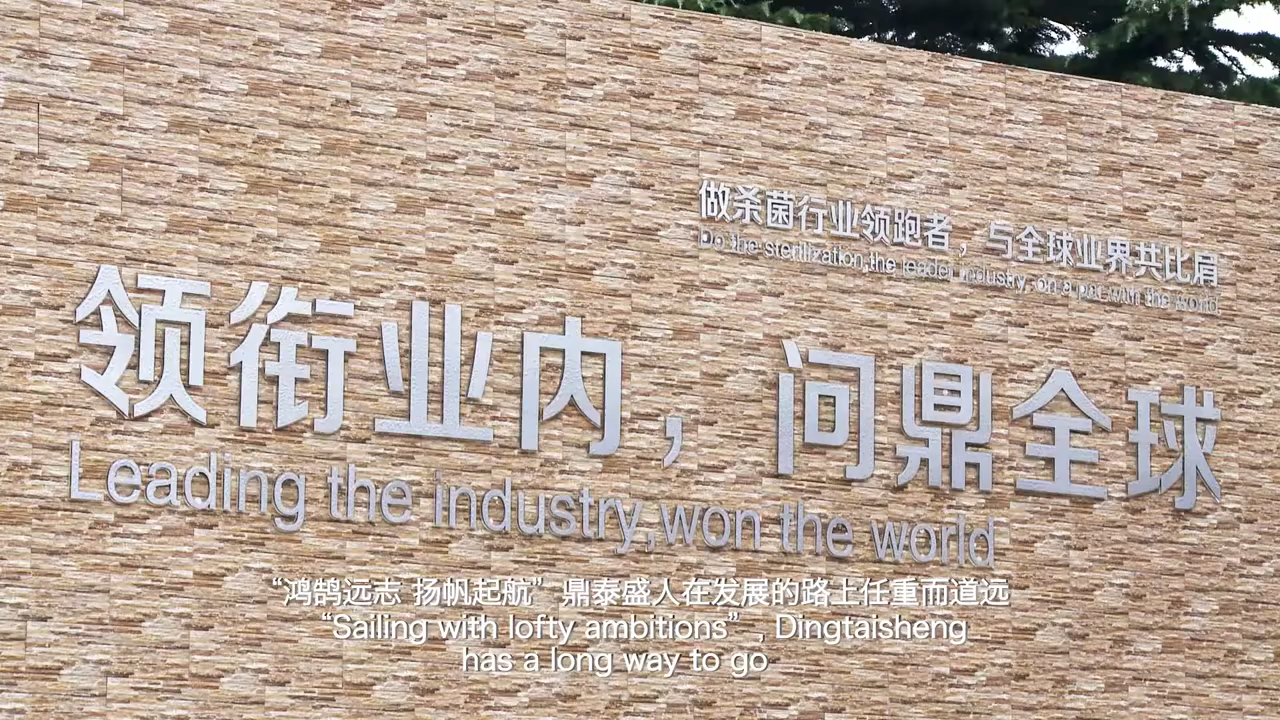 做杀菌行业领跑者，与全球业界共比肩
Do the sterilization,the leader industry,on a par with the world
领衔业内，问鼎全球
Leading the industry,won the world
“鸿鹄远志 扬帆起航”鼎泰盛人在发展的路上任重而道远
“Sailing with lofty ambitions”, Dingtaisheng
has a long way to go